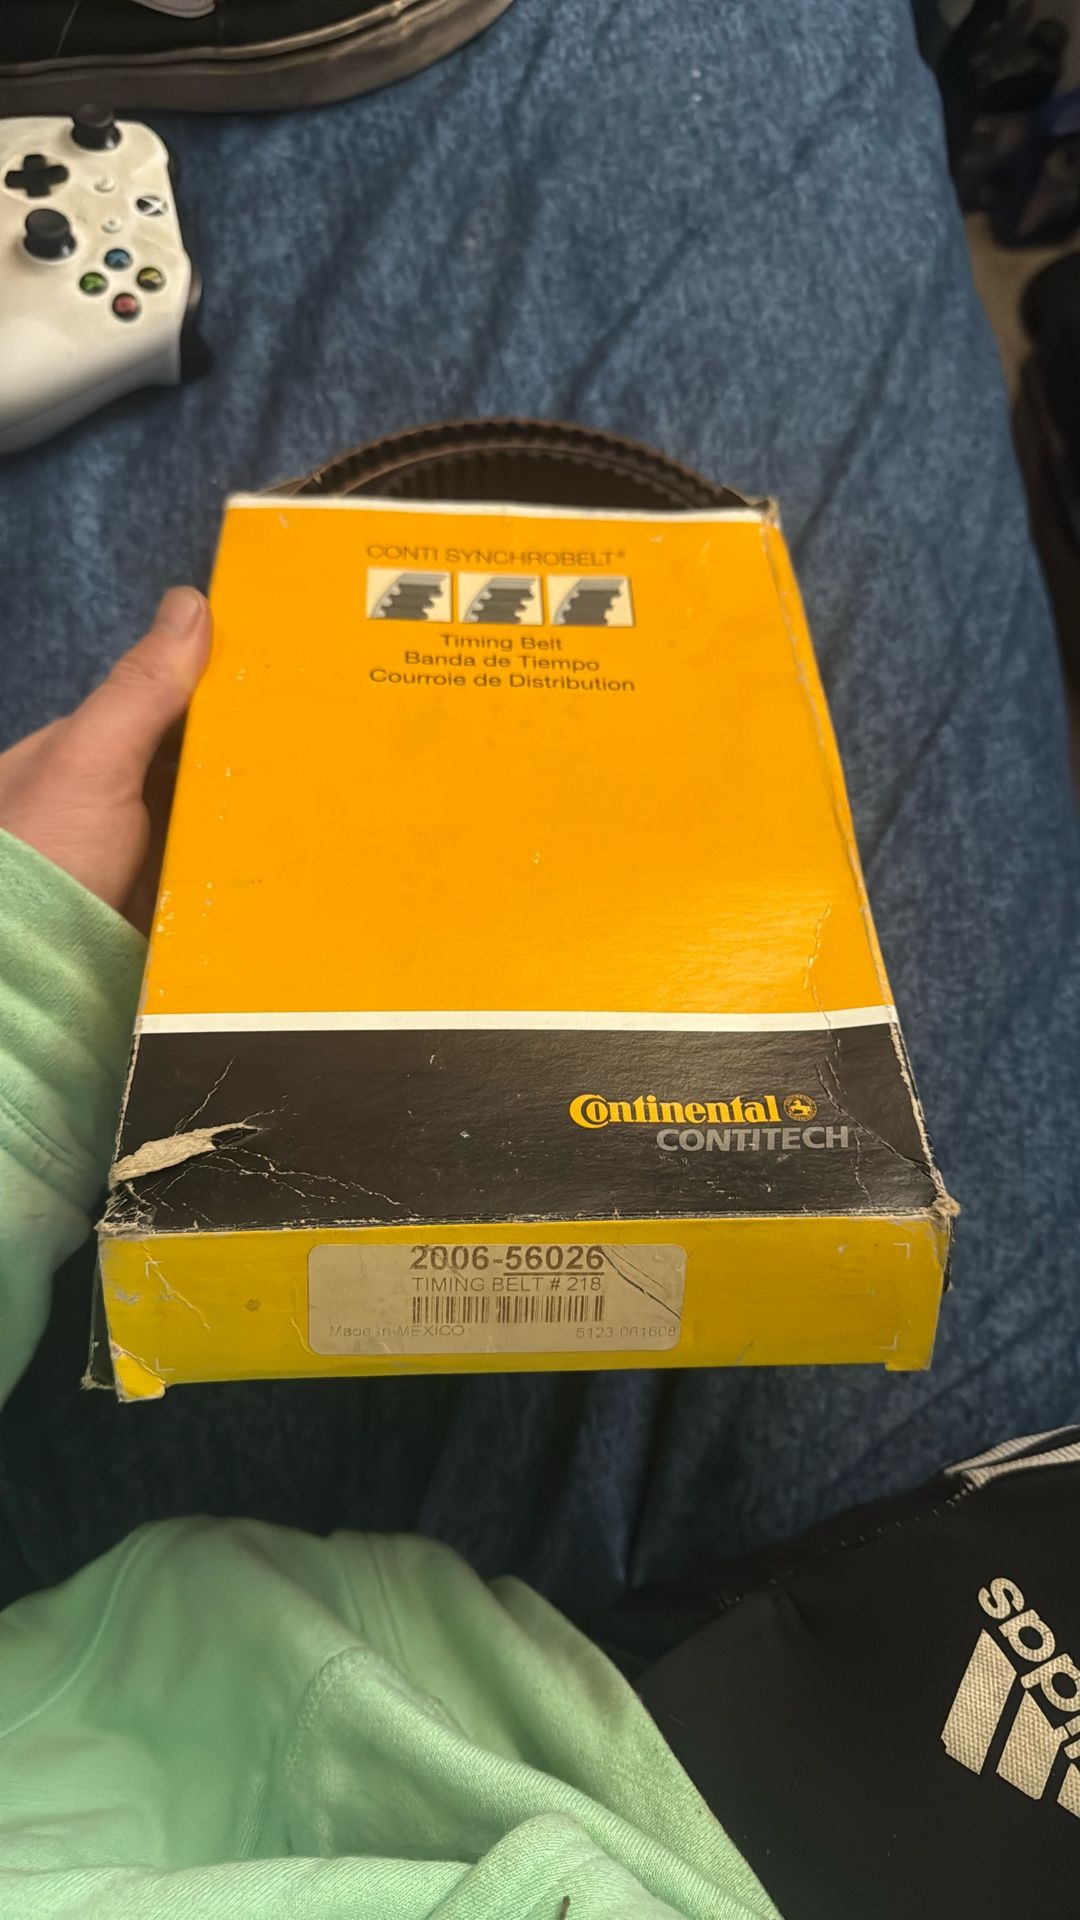 CONTI SYNCHROBELT®
Timing Belt
Banda de Tiempo
Courroie de Distribution
Continental
CONTITECH
2006-56026
TIMING BELT # 218
Made in MEXICO
5123 061608
adidas